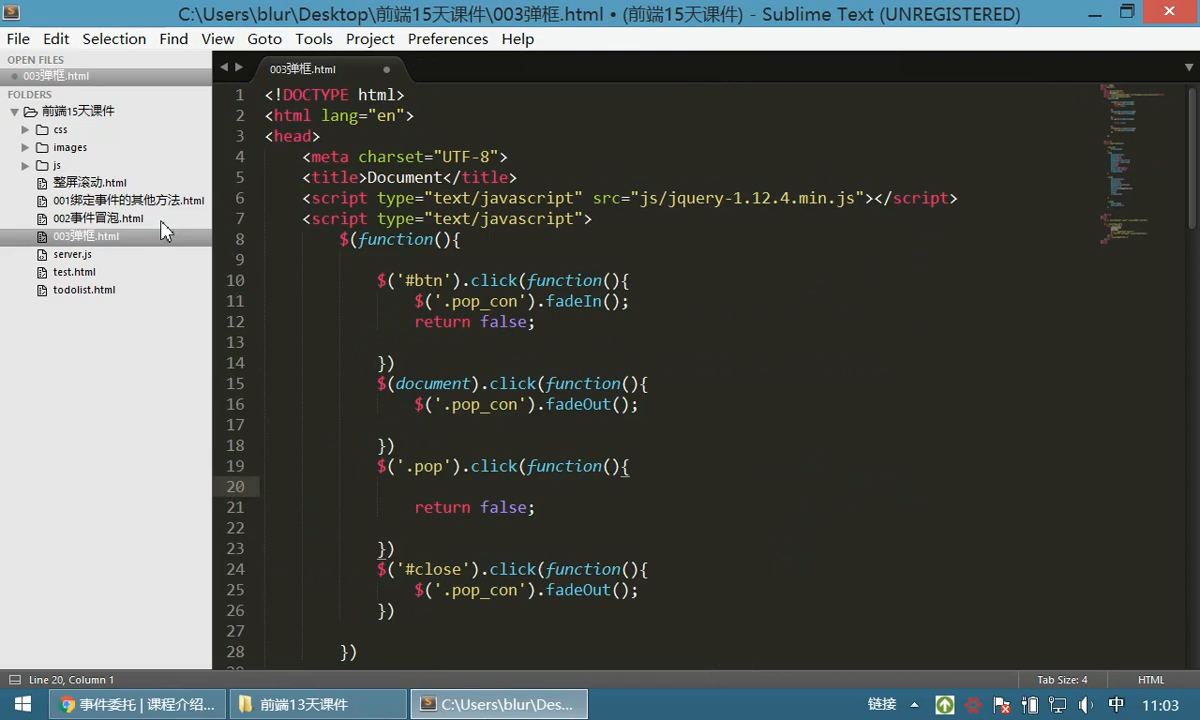 C:\Users\blur\Desktop\前端15天课件\003弹框.html • (前端15天课件) - Sublime Text (UNREGISTERED)
File Edit Selection Find View Goto Tools Project Preferences Help
OPEN FILES
003弹框.html
FOLDERS
前端15天课件
css
images
js
整屏滚动.html
001绑定事件的其他方法.html
002事件冒泡.html
003弹框.html
server.js
test.html
todolist.html
003弹框.html
1 <!DOCTYPE html>
2 <html lang="en">
3 <head>
4 <meta charset="UTF-8">
5 <title>Document</title>
6 <script type="text/javascript" src="js/jquery-1.12.4.min.js"></script>
7 <script type="text/javascript">
8 $(function(){
9
10 $('#btn').click(function(){
11 $('.pop_con').fadeIn();
12 return false;
13
14 })
15 $(document).click(function(){
16 $('.pop_con').fadeOut();
17
18 })
19 $('.pop').click(function(){
20
21 return false;
22
23 })
24 $('#close').click(function(){
25 $('.pop_con').fadeOut();
26 })
27
28 })
Line 20, Column 1 Tab Size: 4 HTML
事件委托 | 课程介绍... 前端13天课件 C:\Users\blur\Des... 链接 中 11:03